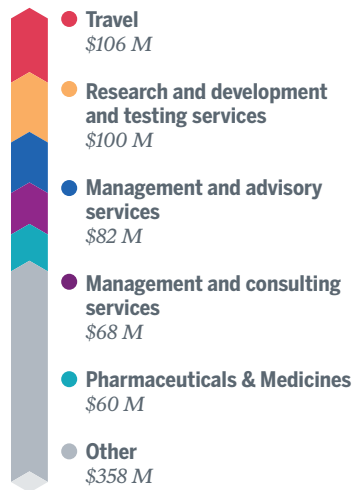 Travel
$106 M
Research and development
and testing services
$100 M
Management and advisory
services
$82 M
Management and consulting
services
$68 M
Pharmaceuticals & Medicines
$60 M
Other
$358 M